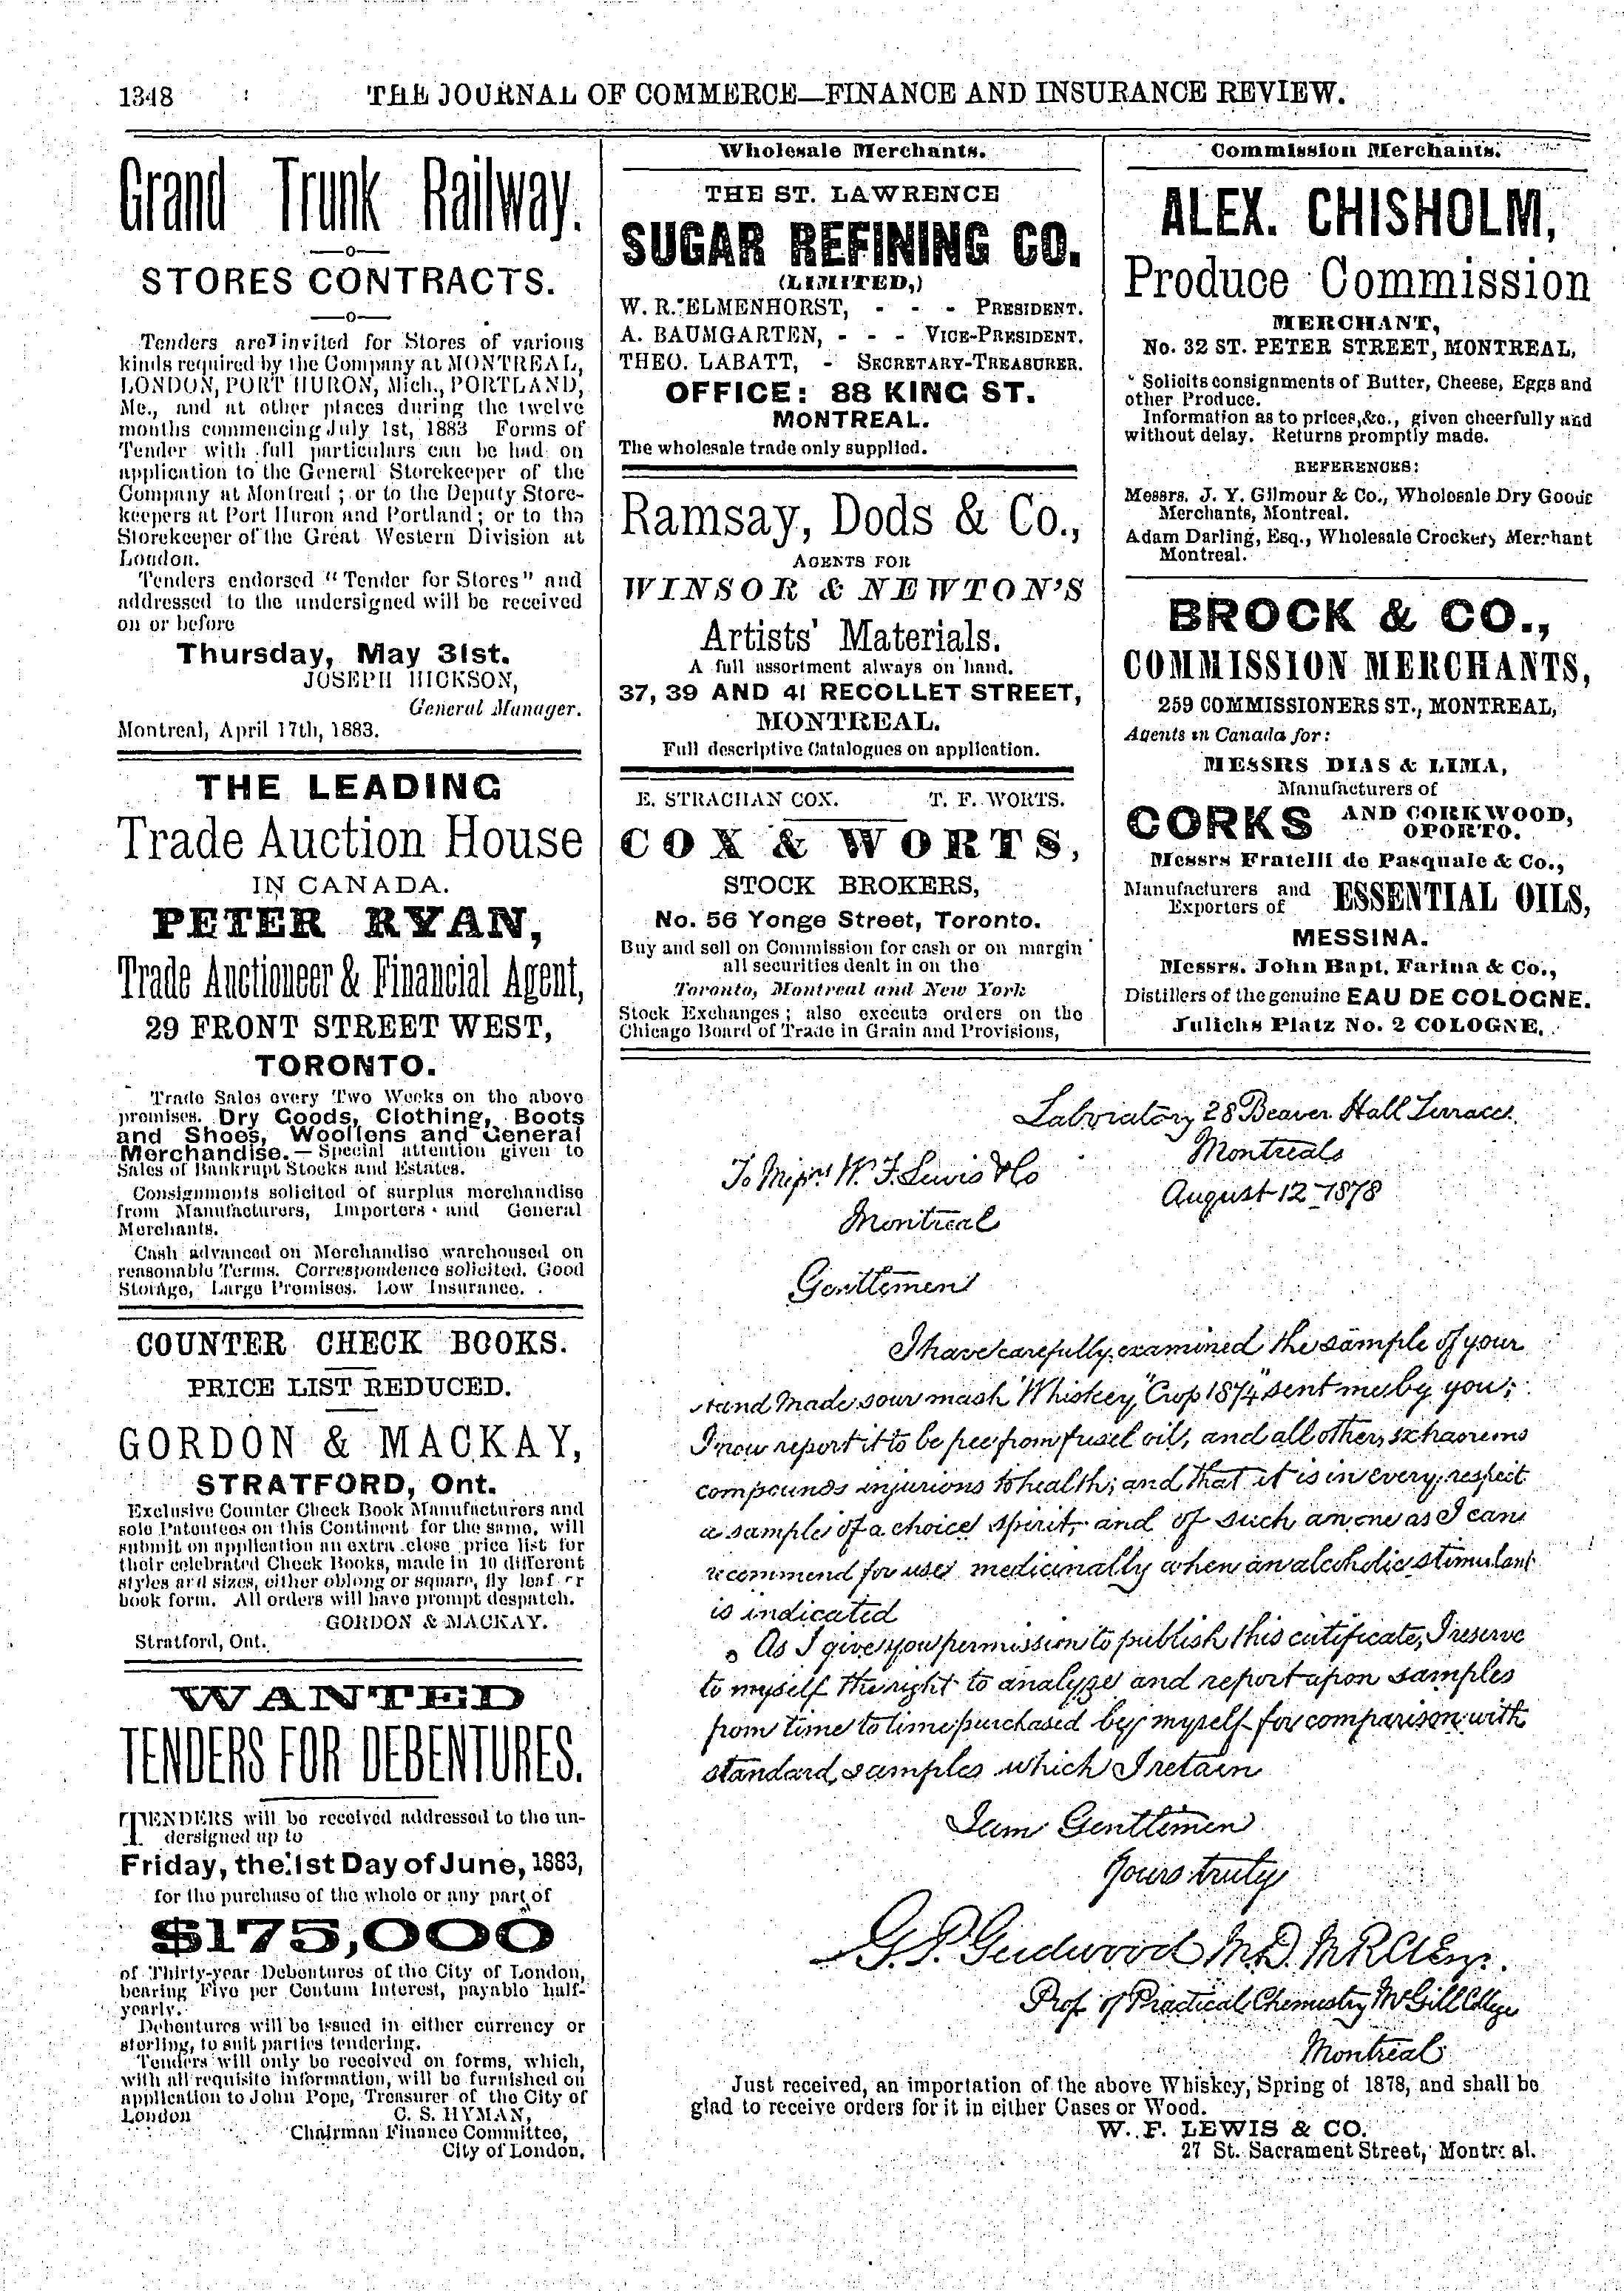 1348
THE JOURNAL OF COMMERCE—FINANCE AND INSURANCE REVIEW.
Grand Trunk Railway.
STORES CONTRACTS.
Tenders are invited for Stores of various
kinds required by the Company at MONTREAL,
LONDON, PORT HURON, Mich., PORTLAND,
Me., and at other places during the twelve
months commencing July 1st, 1883 Forms of
Tender with full particulars can be had on
application to the General Storekeeper of the
Company at Montreal; or to the Deputy Store-
keepers at Port Huron and Portland; or to the
Storekeeper of the Great Western Division at
London.
Tenders endorsed "Tender for Stores" and
addressed to the undersigned will be received
on or before
Thursday, May 31st.
JOSEPH HICKSON,
General Manager.
Montreal, April 17th, 1883.
THE LEADING
Trade Auction House
IN CANADA.
PETER RYAN,
Trade Auctioneer & Financial Agent,
29 FRONT STREET WEST,
TORONTO.
Trade Sales every Two Weeks on the above
premises. Dry Goods, Clothing, Boots
and Shoes, Woollens and General
Merchandise.—Special attention given to
Sales of Bankrupt Stocks and Estates.
Consignments solicited of surplus merchandise
from Manufacturers, Importers and General
Merchants.
Cash advanced on Merchandise warehoused on
reasonable Terms. Correspondence solicited. Good
Storage, Large Premises. Low Insurance.
COUNTER CHECK BOOKS.
PRICE LIST REDUCED.
GORDON & MACKAY,
STRATFORD, Ont.
Exclusive Counter Check Book Manufacturers and
sole Patentees on this Continent for the same, will
submit on application an extra close price list for
their celebrated Check Books, made in 10 different
styles and sizes, either oblong or square, fly leaf or
book form. All orders will have prompt despatch.
GORDON & MACKAY.
Stratford, Ont.
WANTED
TENDERS FOR DEBENTURES.
TENDERS will be received addressed to the un-
dersigned up to
Friday, the 1st Day of June, 1883,
for the purchase of the whole or any part of
$175,000
of Thirty-year Debentures of the City of London,
bearing Five per Centum Interest, payable half-
yearly.
Debentures will be issued in either currency or
sterling, to suit parties tendering.
Tenders will only be received on forms, which,
with all requisite information, will be furnished on
application to John Pope, Treasurer of the City of
London
C. S. HYMAN,
Chairman Finance Committee,
City of London.
Wholesale Merchants.
THE ST. LAWRENCE
SUGAR REFINING CO.
(LIMITED,)
W. R. ELMENHORST, - - - PRESIDENT.
A. BAUMGARTEN, - - - VICE-PRESIDENT.
THEO. LABATT, - SECRETARY-TREASURER.
OFFICE: 88 KING ST.
MONTREAL.
The wholesale trade only supplied.
Ramsay, Dods & Co.,
AGENTS FOR
WINSOR & NEWTON'S
Artists' Materials.
A full assortment always on hand.
37, 39 AND 41 RECOLLET STREET,
MONTREAL.
Full descriptive Catalogues on application.
E. STRACHAN COX. T. F. WORTS.
COX & WORTS,
STOCK BROKERS,
No. 56 Yonge Street, Toronto.
Buy and sell on Commission for cash or on margin
all securities dealt in on the
Toronto, Montreal and New York
Stock Exchanges; also execute orders on the
Chicago Board of Trade in Grain and Provisions,
Commission Merchants.
ALEX. CHISHOLM,
Produce Commission
MERCHANT,
No. 32 ST. PETER STREET, MONTREAL,
Solicits consignments of Butter, Cheese, Eggs and
other Produce.
Information as to prices, &c., given cheerfully and
without delay. Returns promptly made.
REFERENCES:
Messrs. J. Y. Gilmour & Co., Wholesale Dry Goods
Merchants, Montreal.
Adam Darling, Esq., Wholesale Crockery Merchant
Montreal.
BROCK & CO.,
COMMISSION MERCHANTS,
259 COMMISSIONERS ST., MONTREAL,
Agents in Canada for:
MESSRS DIAS & LIMA,
Manufacturers of
CORKS AND CORKWOOD,
OPORTO.
Messrs Fratelli de Pasquale & Co.,
Manufacturers and
Exporters of ESSENTIAL OILS,
MESSINA.
Messrs. John Bapt. Farina & Co.,
Distillers of the genuine EAU DE COLOGNE.
Julichs Platz No. 2 COLOGNE.
Laboratory 28 Beaver Hall Terrace
Montreal
August 12 1878
To Messrs W. F. Lewis & Co
Montreal
Gentlemen
I have carefully examined the sample of your
Hand Made sour mash "Whiskey," Crop 1874" sent me by you;
I now report it to be free from fusel oil, and all other
compounds injurious to health; and that it is in every respect
a sample of a choice spirit, and of such an one as I can
recommend for use medicinally when an alcoholic stimulant
is indicated
As I give you permission to publish this certificate, I reserve
to myself the right to analyze and report upon samples
from time to time purchased by myself for comparison with
standard samples which I retain
I am Gentlemen
Yours truly
G. P. Girdwood M.D. M.R.C.S.
Prof of Practical Chemistry McGill College
Montreal
Just received, an importation of the above Whiskey, Spring of 1878, and shall be
glad to receive orders for it in either Cases or Wood.
W. F. LEWIS & CO.
27 St. Sacrament Street, Montreal.